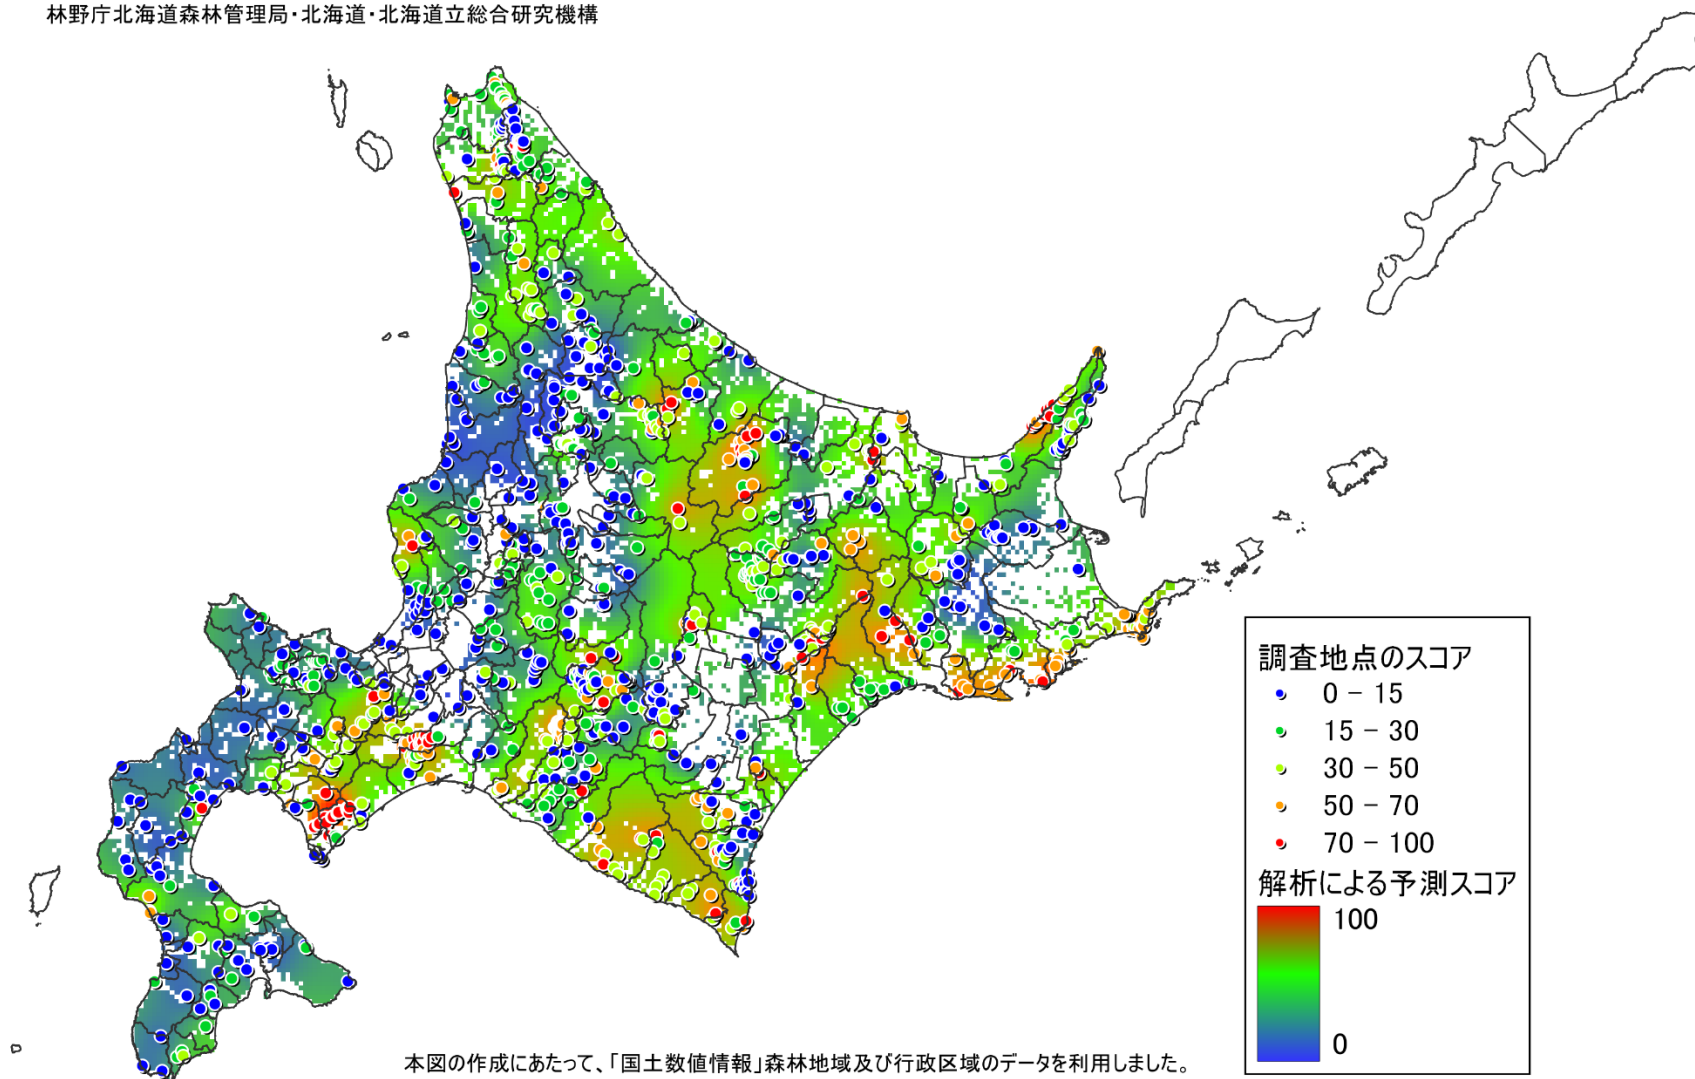 林野庁北海道森林管理局・北海道・北海道立総合研究機構
調査地点のスコア
0 − 15
15 − 30
30 − 50
50 − 70
70 − 100
解析による予測スコア
100
0
本図の作成にあたって、「国土数値情報」森林地域及び行政区域のデータを利用しました。